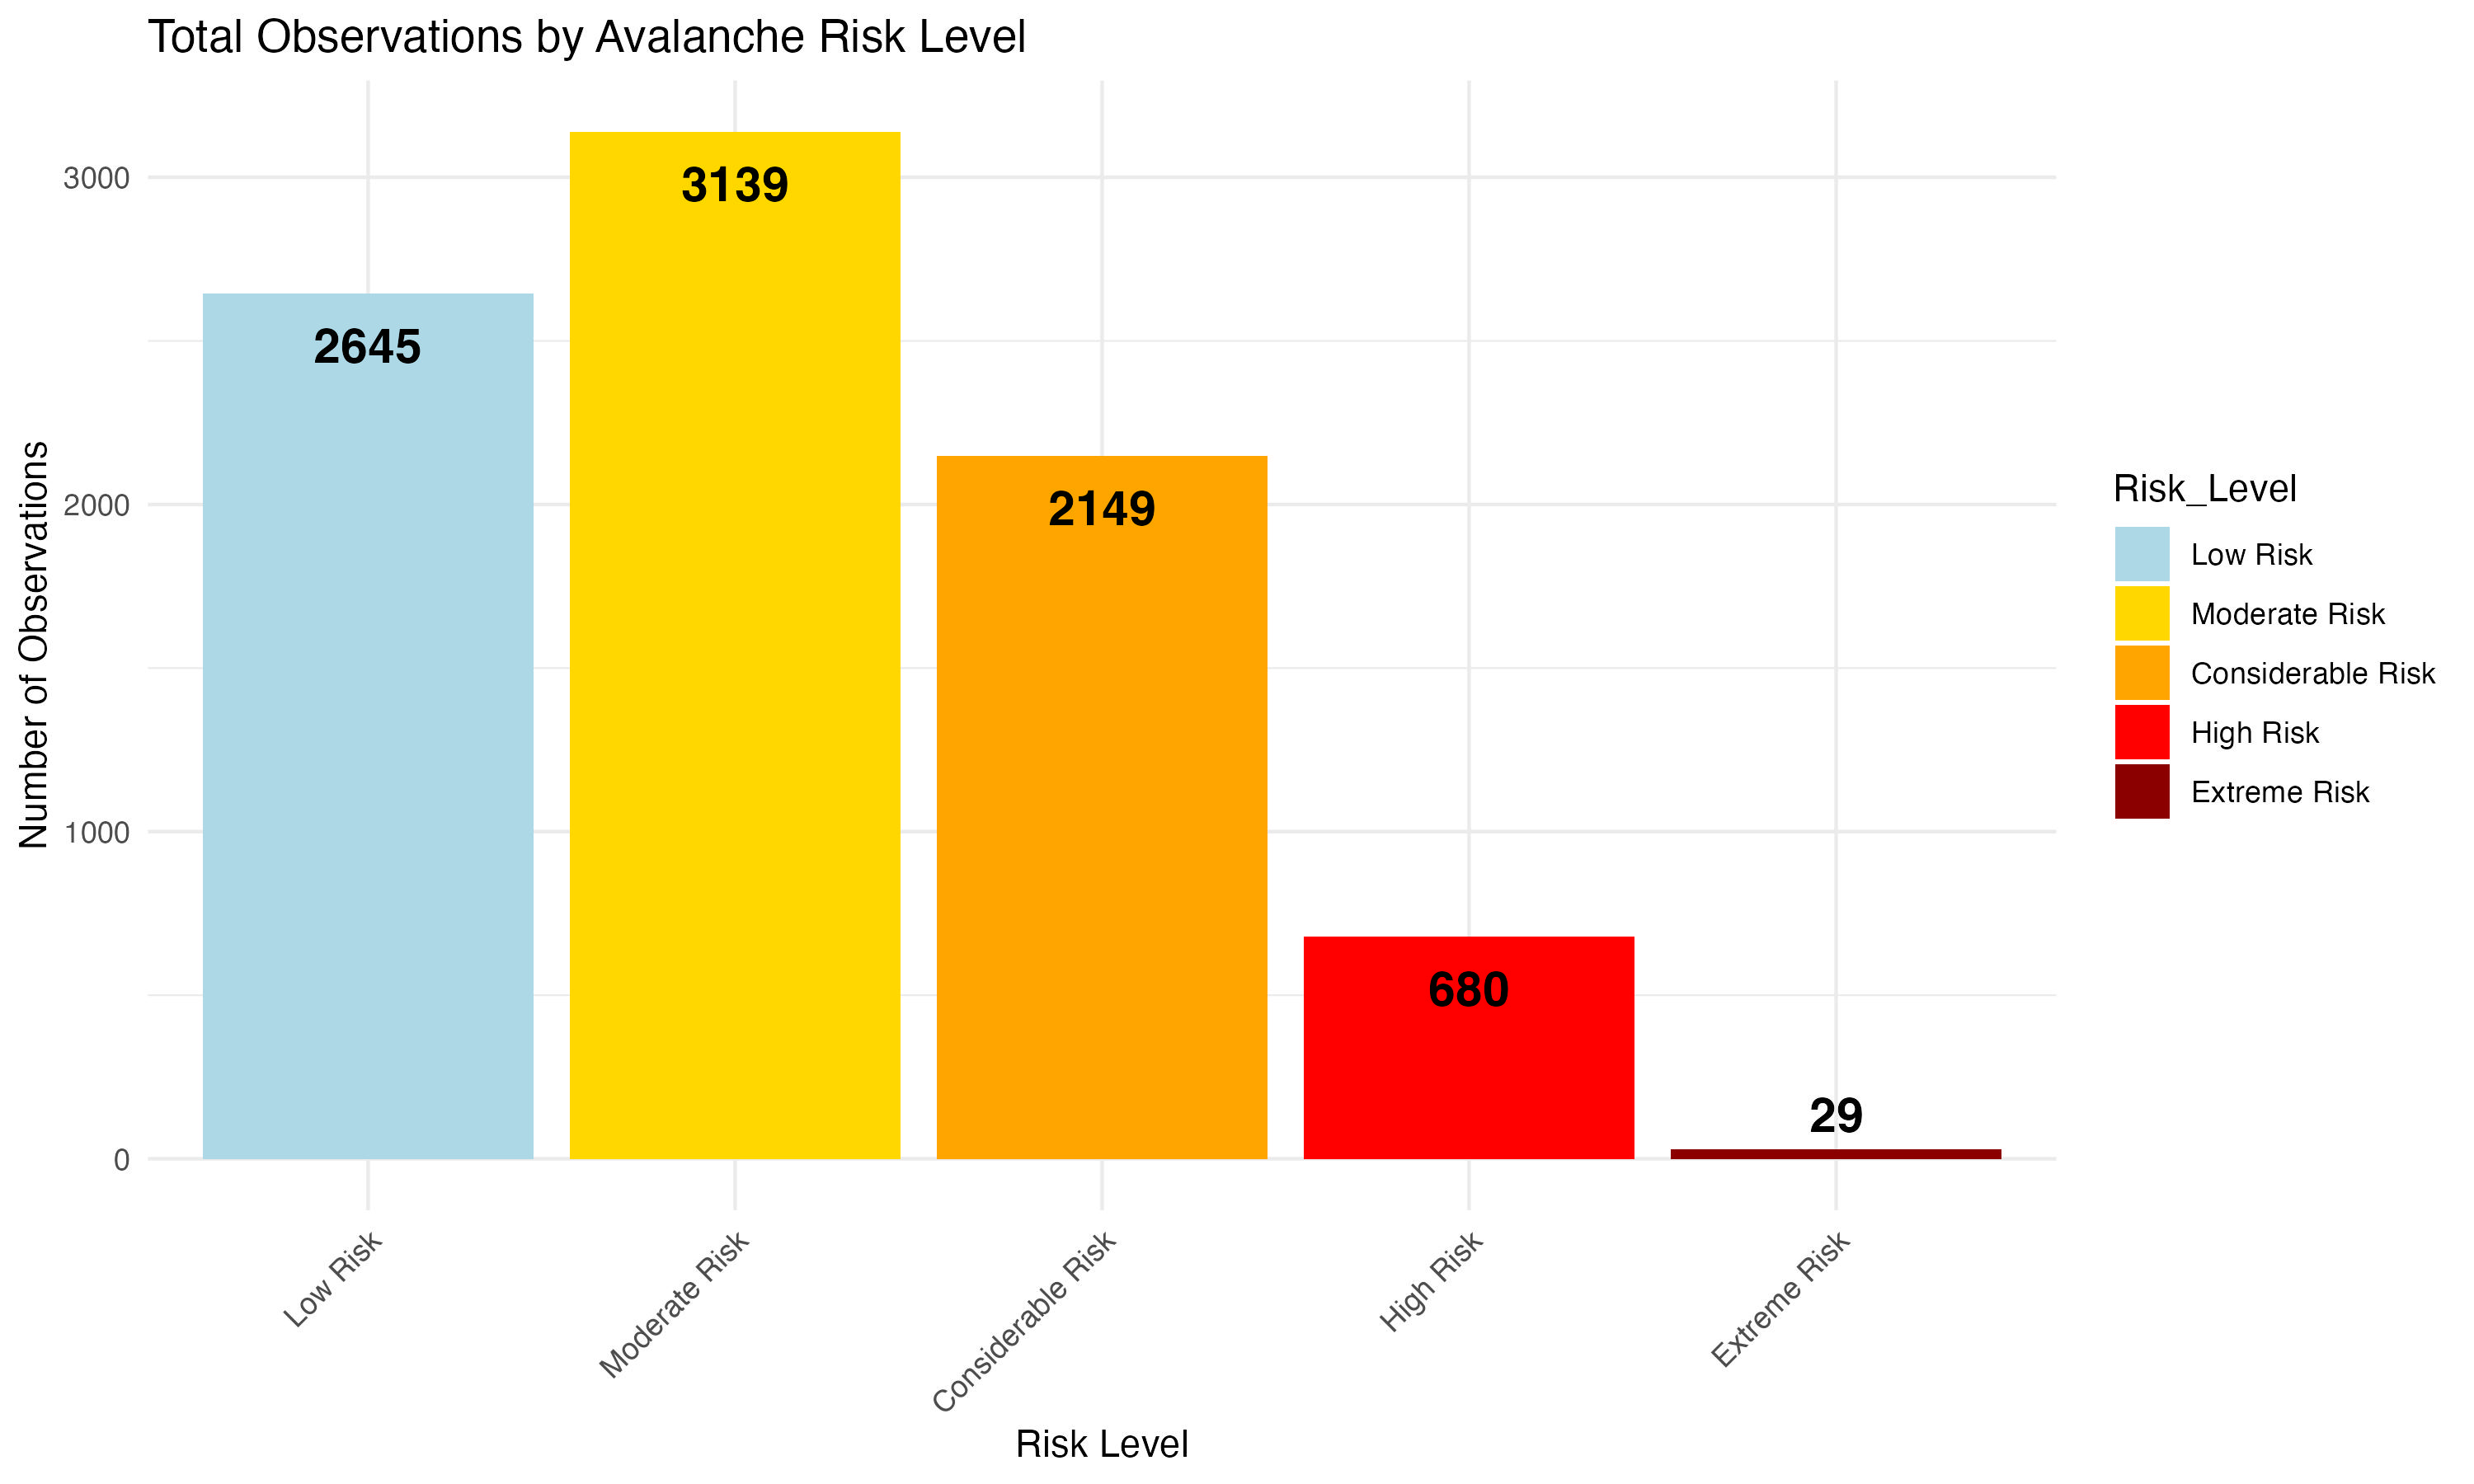 Total Observations by Avalanche Risk Level
Number of Observations
3000
2000
1000
0
2645
3139
2149
680
29
Low Risk
Moderate Risk
Considerable Risk
High Risk
Extreme Risk
Risk Level
Risk_Level
Low Risk
Moderate Risk
Considerable Risk
High Risk
Extreme Risk